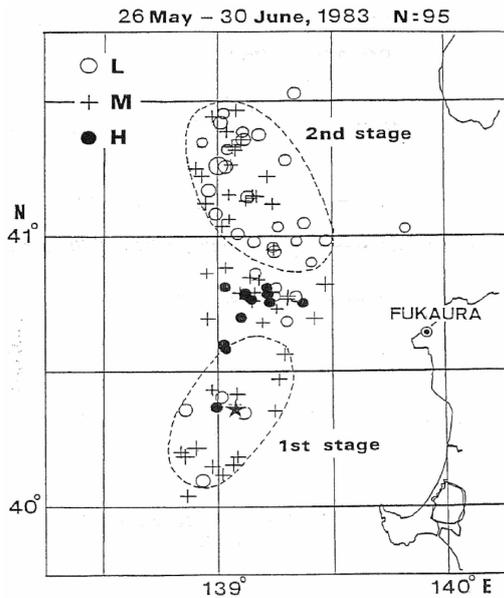 26 May – 30 June, 1983 N=95
L
M
H
2nd stage
N
41°
FUKAURA
1st stage
40°
139°
140° E